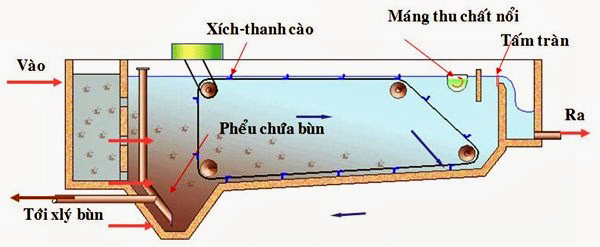 Xích-thanh cào
Máng thu chất nổi
Tấm tràn
Vào
Ra
Phểu chứa bùn
Tới xlý bùn